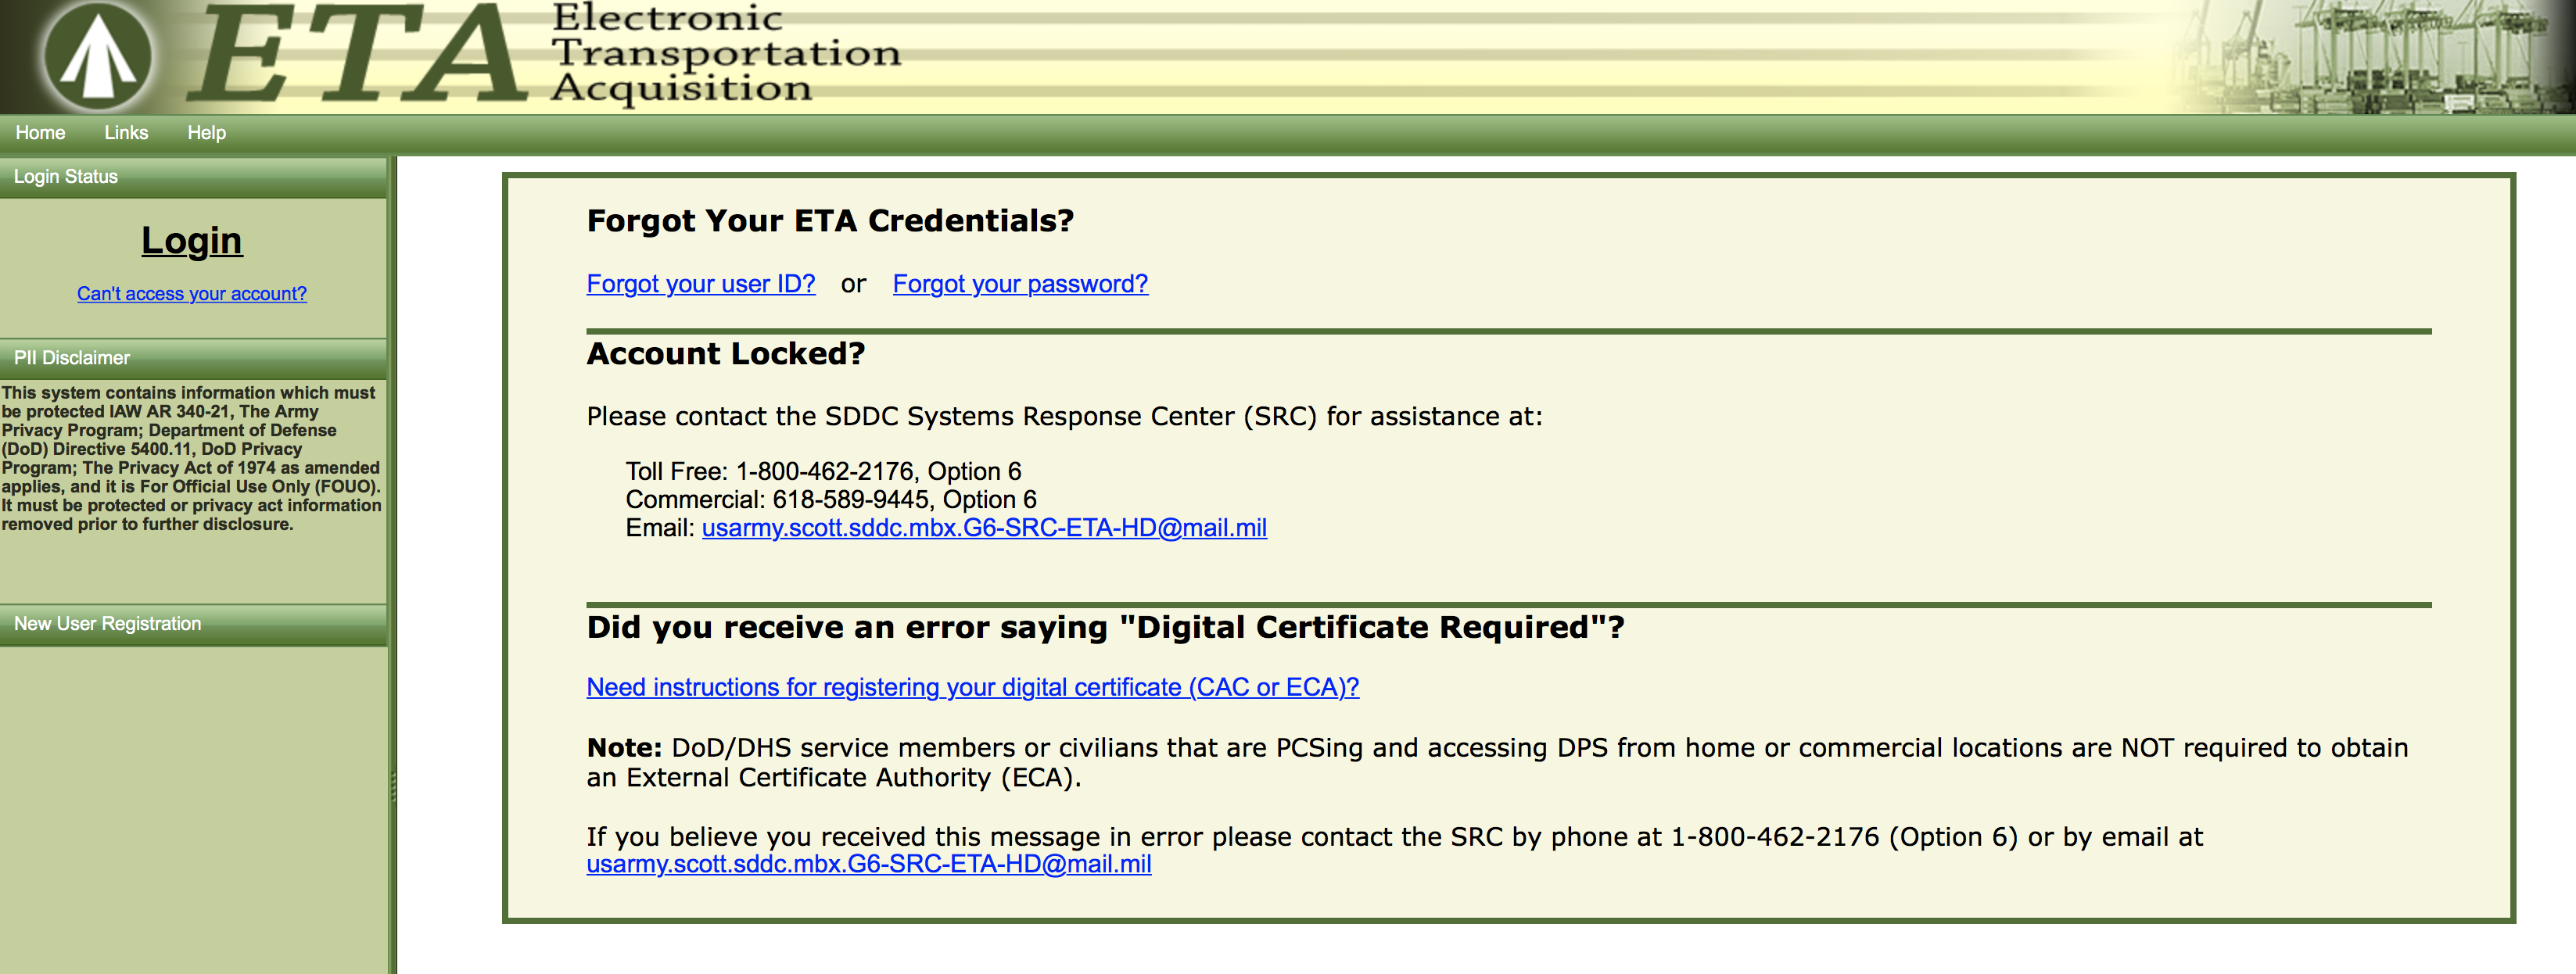 ETA
Electronic
Transportation
Acquisition
Home Links Help
Login Status
Login
Can't access your account?
PII Disclaimer
This system contains information which must
be protected IAW AR 340-21, The Army
Privacy Program; Department of Defense
(DoD) Directive 5400.11, DoD Privacy
Program; The Privacy Act of 1974 as amended
applies, and it is For Official Use Only (FOUO).
It must be protected or privacy act information
removed prior to further disclosure.
New User Registration
Forgot Your ETA Credentials?
Forgot your user ID? or Forgot your password?
Account Locked?
Please contact the SDDC Systems Response Center (SRC) for assistance at:
Toll Free: 1-800-462-2176, Option 6
Commercial: 618-589-9445, Option 6
Email: usarmy.scott.sddc.mbx.G6-SRC-ETA-HD@mail.mil
Did you receive an error saying "Digital Certificate Required"?
Need instructions for registering your digital certificate (CAC or ECA)?
Note: DoD/DHS service members or civilians that are PCSing and accessing DPS from home or commercial locations are NOT required to obtain
an External Certificate Authority (ECA).
If you believe you received this message in error please contact the SRC by phone at 1-800-462-2176 (Option 6) or by email at
usarmy.scott.sddc.mbx.G6-SRC-ETA-HD@mail.mil